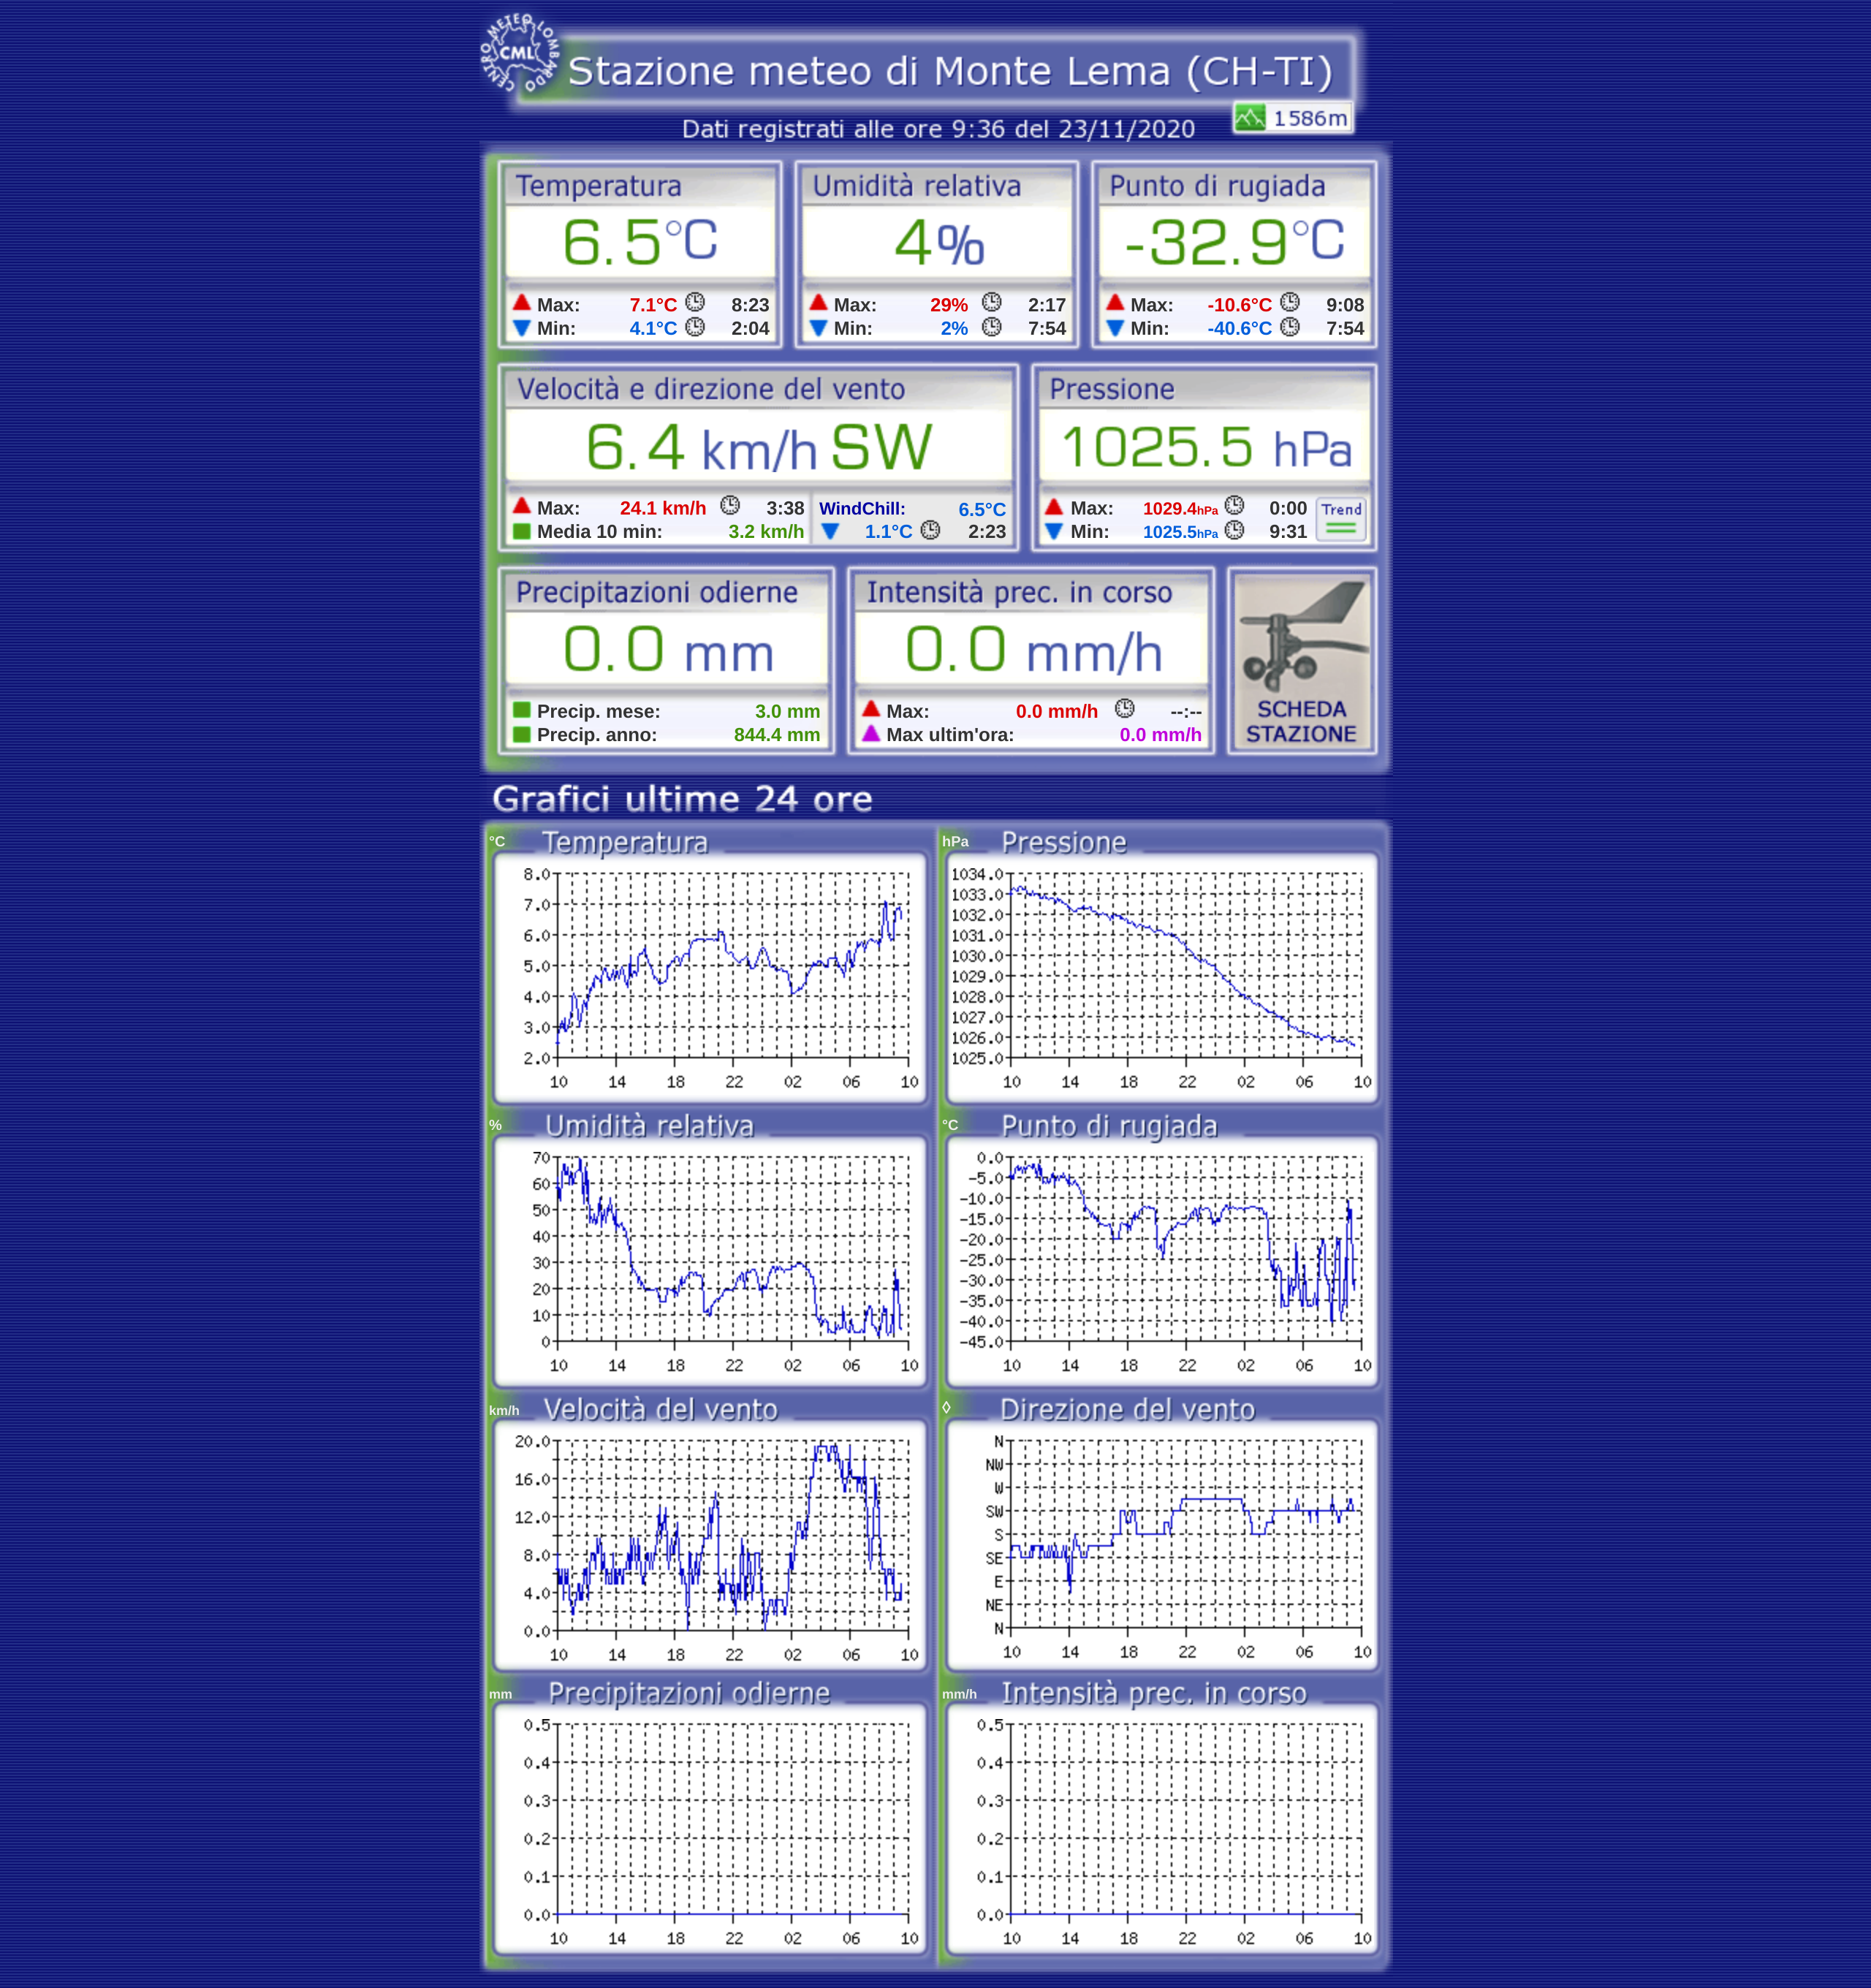 CENTRO METEO LOMBARDO
CML
Stazione meteo di Monte Lema (CH-TI)
1586m
Dati registrati alle ore 9:36 del 23/11/2020
Temperatura Umidità relativa Punto di rugiada
6.5°C 4% -32.9°C
Max: 7.1°C 8:23 Max: 29% 2:17 Max: -10.6°C 9:08
Min: 4.1°C 2:04 Min: 2% 7:54 Min: -40.6°C 7:54
Velocità e direzione del vento Pressione
6.4 km/h SW 1025.5 hPa
Max: 24.1 km/h 3:38 WindChill: 6.5°C Max: 1029.4hPa 0:00 Trend
Media 10 min: 3.2 km/h 1.1°C 2:23 Min: 1025.5hPa 9:31
Precipitazioni odierne Intensità prec. in corso
0.0 mm 0.0 mm/h
Precip. mese: 3.0 mm Max: 0.0 mm/h --:-- SCHEDA
Precip. anno: 844.4 mm Max ultim'ora: 0.0 mm/h STAZIONE
Grafici ultime 24 ore
°C Temperatura
8.0
7.0
6.0
5.0
4.0
3.0
2.0
10 14 18 22 02 06 10
hPa Pressione
1034.0
1033.0
1032.0
1031.0
1030.0
1029.0
1028.0
1027.0
1026.0
1025.0
10 14 18 22 02 06 10
% Umidità relativa
70
60
50
40
30
20
10
0
10 14 18 22 02 06 10
°C Punto di rugiada
0.0
-5.0
-10.0
-15.0
-20.0
-25.0
-30.0
-35.0
-40.0
-45.0
10 14 18 22 02 06 10
km/h Velocità del vento
20.0
16.0
12.0
8.0
4.0
0.0
10 14 18 22 02 06 10
◊ Direzione del vento
N
NW
W
SW
S
SE
E
NE
N
10 14 18 22 02 06 10
mm Precipitazioni odierne
0.5
0.4
0.3
0.2
0.1
0.0
10 14 18 22 02 06 10
mm/h Intensità prec. in corso
0.5
0.4
0.3
0.2
0.1
0.0
10 14 18 22 02 06 10